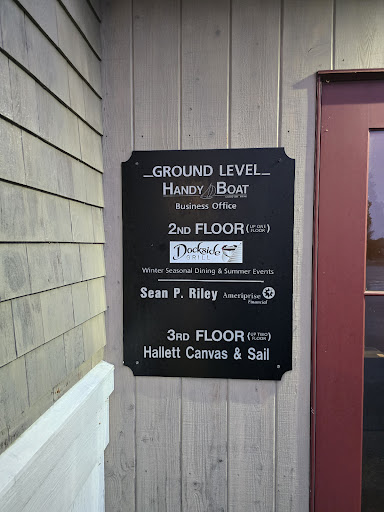 GROUND LEVEL
HANDY BOAT
Business Office
2ND FLOOR (UP ONE FLOOR)
Dockside
GRILL
Winter Seasonal Dining & Summer Events
Sean P. Riley Ameriprise
Financial
3RD FLOOR (UP TWO FLOOR)
Hallett Canvas & Sail